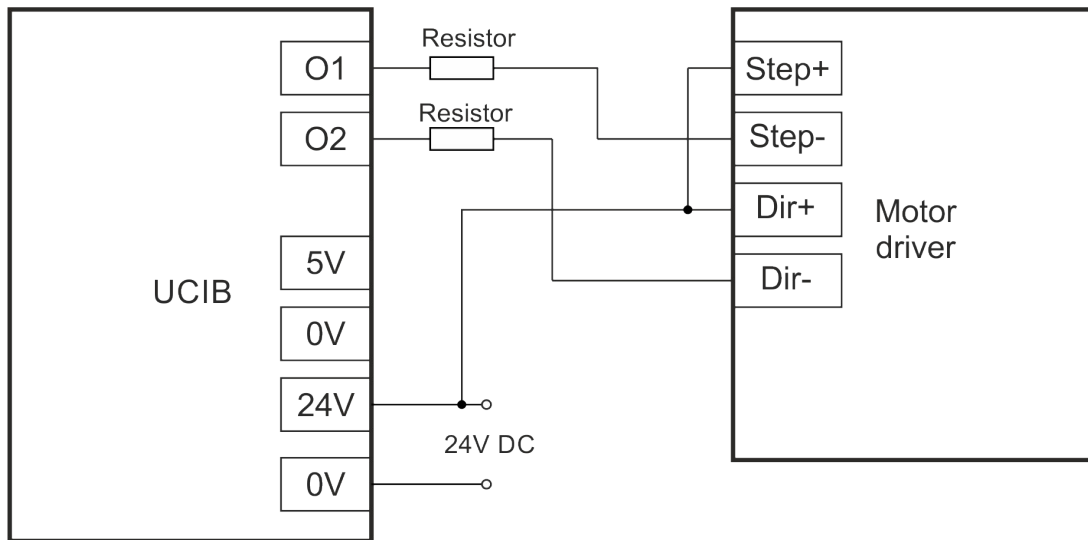 Resistor
O1
Step+
Resistor
O2
Step-
Dir+
Motor
driver
5V
Dir-
UCIB
0V
24V
24V DC
0V